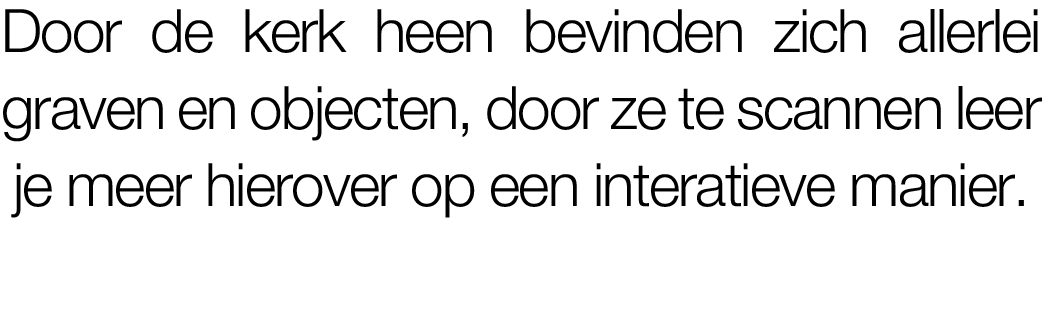 Door de kerk heen bevinden zich allerlei
graven en objecten, door ze te scannen leer
je meer hierover op een interatieve manier.